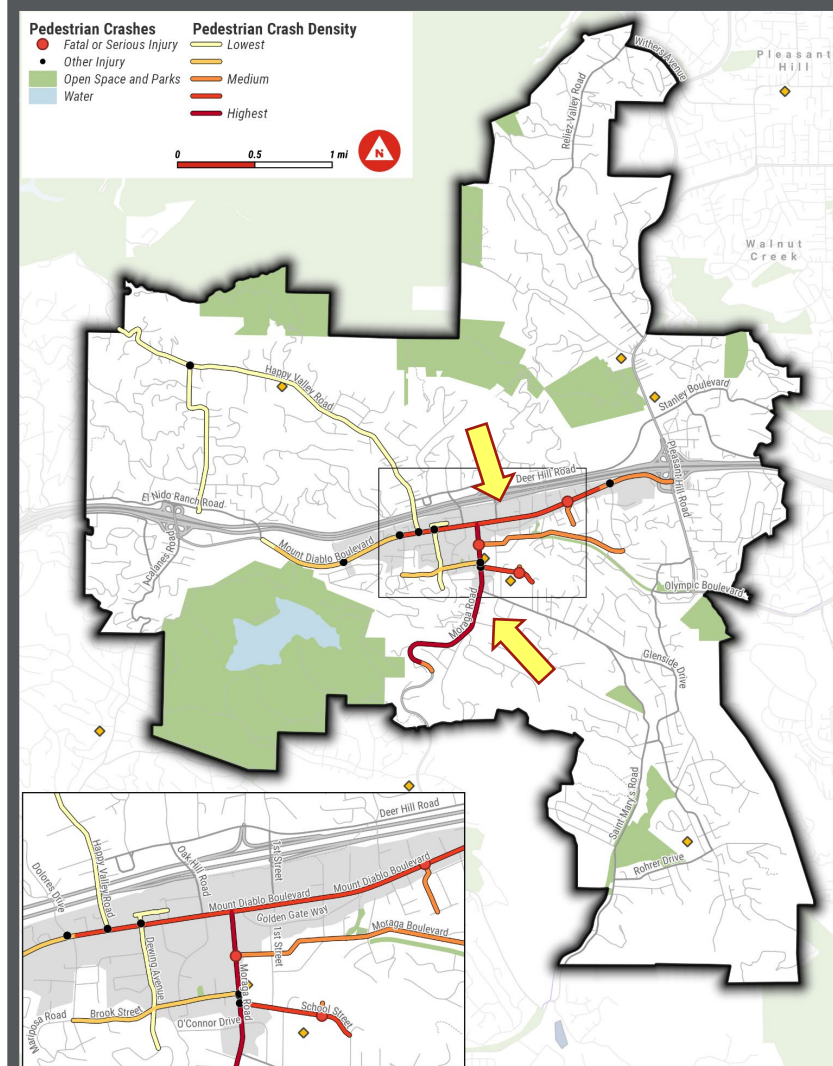 Pedestrian Crashes
Fatal or Serious Injury
Other Injury
Open Space and Parks
Water
Pedestrian Crash Density
Lowest
Medium
Highest
0 0.5 1 mi
N
Withers Avenue
Pleasant
Hill
Reliez Valley Road
Walnut
Creek
Happy Valley Road
Stanley Boulevard
Pleasant Hill Road
Deer Hill Road
El Nido Ranch Road
Acalanes Road
Mount Diablo Boulevard
Olympic Boulevard
Moraga Road
Glenside Drive
Saint Mary's Road
Rohrer Drive
Deer Hill Road
Dolores Drive
Happy Valley Road
Oak Hill Road
1st Street
Mount Diablo Boulevard
Mount Diablo Boulevard
Golden Gate Way
Moraga Boulevard
Dewing Avenue
1st Street
Moraga Road
Mariposa Road
Brook Street
O'Connor Drive
School Street